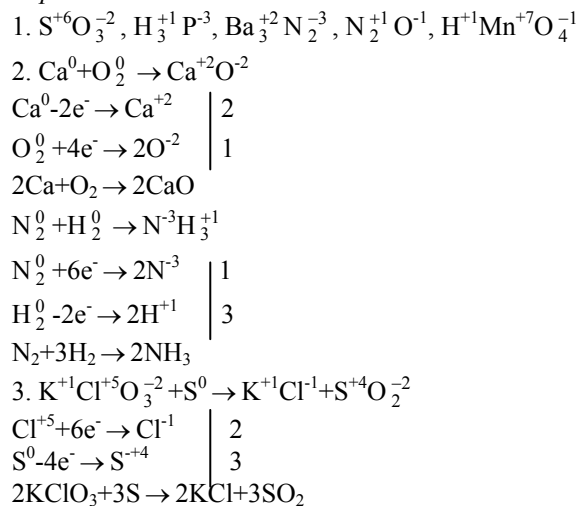 1. S⁺⁶O₃⁻², H₃⁺¹P⁻³, Ba₃⁺²N₂⁻³, N₂⁺¹O⁻¹, H⁺¹Mn⁺⁷O₄⁻¹
2. Ca⁰+O₂⁰ → Ca⁺²O⁻²
Ca⁰-2e⁻ → Ca⁺² | 2
O₂⁰+4e⁻ → 2O⁻² | 1
2Ca+O₂ → 2CaO
N₂⁰+H₂⁰ → N⁻³H₃⁺¹
N₂⁰+6e⁻ → 2N⁻³ | 1
H₂⁰-2e⁻ → 2H⁺¹ | 3
N₂+3H₂ → 2NH₃
3. K⁺¹Cl⁺⁵O₃⁻²+S⁰ → K⁺¹Cl⁻¹+S⁺⁴O₂⁻²
Cl⁺⁵+6e⁻ → Cl⁻¹ | 2
S⁰-4e⁻ → S⁻⁺⁴ | 3
2KClO₃+3S → 2KCl+3SO₂